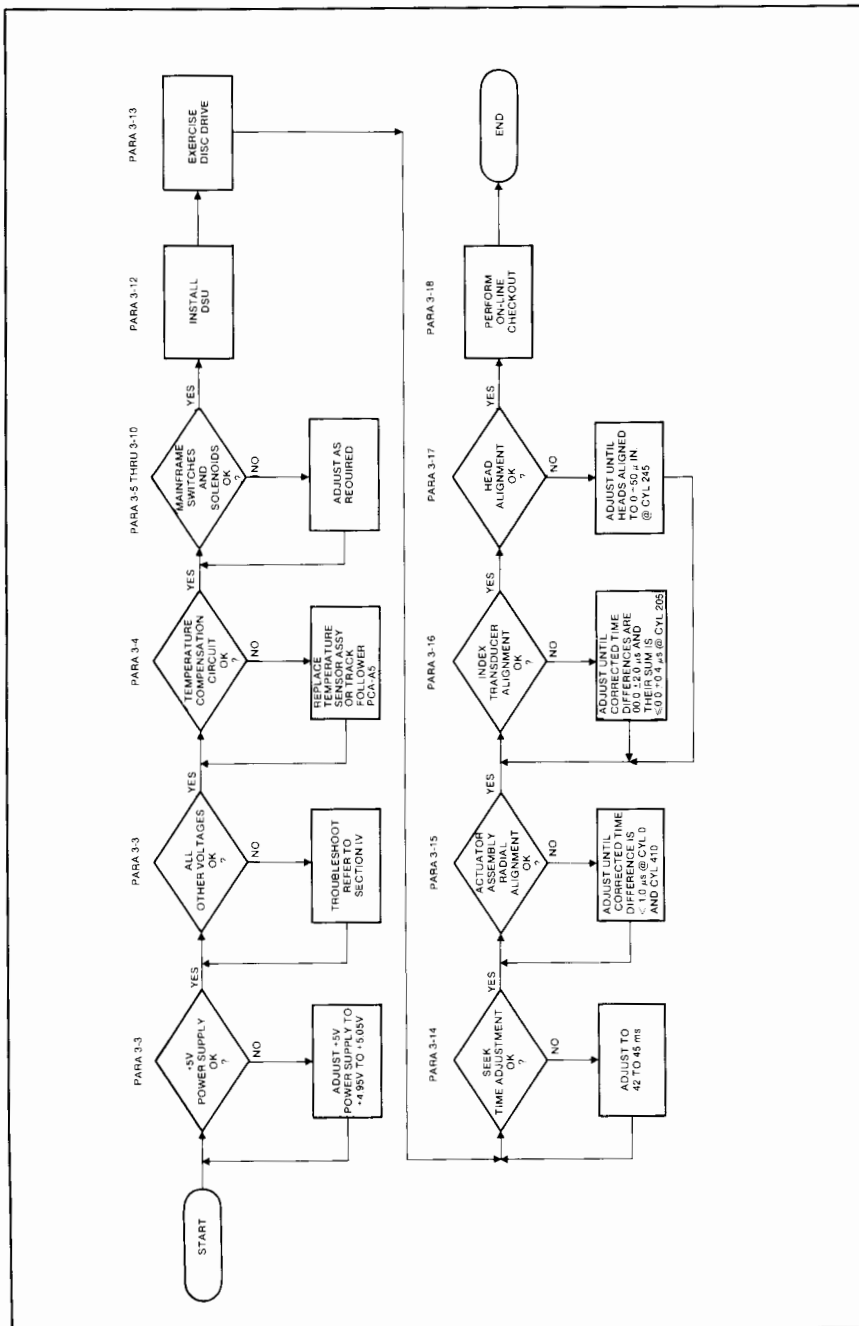 START
PARA 3-3
+5V
POWER SUPPLY
OK
?
YES
NO
ADJUST +5V
POWER SUPPLY TO
+4.95V TO +5.05V
PARA 3-3
ALL
OTHER VOLTAGES
OK
?
YES
NO
TROUBLESHOOT
REFER TO
SECTION IV
PARA 3-4
TEMPERATURE
COMPENSATION
CIRCUIT
OK
?
YES
NO
REPLACE
TEMPERATURE
SENSOR ASSY
OR TRACK
FOLLOWER
PCA-A5
PARA 3-5 THRU 3-10
MAINFRAME
SWITCHES
AND
SOLENOIDS
OK
?
YES
NO
ADJUST AS
REQUIRED
PARA 3-12
INSTALL
DSU
PARA 3-13
EXERCISE
DISC DRIVE
PARA 3-14
SEEK
TIME ADJUSTMENT
OK
?
YES
NO
ADJUST TO
42 TO 45 ms
PARA 3-15
ACTUATOR
ASSEMBLY
RADIAL
ALIGNMENT
OK
?
YES
NO
ADJUST UNTIL
CORRECTED TIME
DIFFERENCE IS
< 1.0 µs @ CYL 0
AND CYL 410
PARA 3-16
INDEX
TRANSDUCER
ALIGNMENT
OK
?
YES
NO
ADJUST UNTIL
CORRECTED TIME
DIFFERENCES ARE
00.0 ±2.0 µs AND
THEIR SUM IS
≤0.0 ±0.4 µs @ CYL 205
PARA 3-17
HEAD
ALIGNMENT
OK
?
YES
NO
ADJUST UNTIL
HEADS ALIGNED
TO 0 50 µ IN.
@ CYL 245
PARA 3-18
PERFORM
ON-LINE
CHECKOUT
END